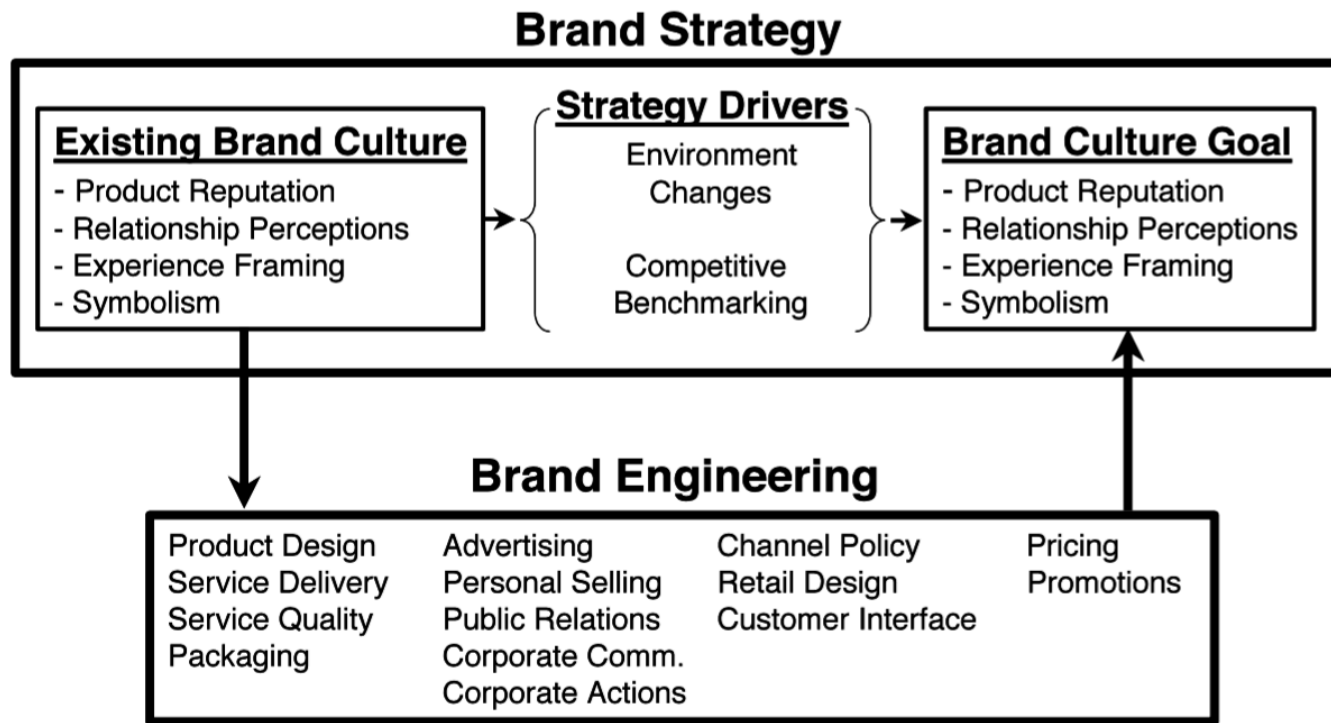 Brand Strategy
Existing Brand Culture
- Product Reputation
- Relationship Perceptions
- Experience Framing
- Symbolism
Strategy Drivers
Environment
Changes
Competitive
Benchmarking
Brand Culture Goal
- Product Reputation
- Relationship Perceptions
- Experience Framing
- Symbolism
Brand Engineering
Product Design
Service Delivery
Service Quality
Packaging
Advertising
Personal Selling
Public Relations
Corporate Comm.
Corporate Actions
Channel Policy
Retail Design
Customer Interface
Pricing
Promotions